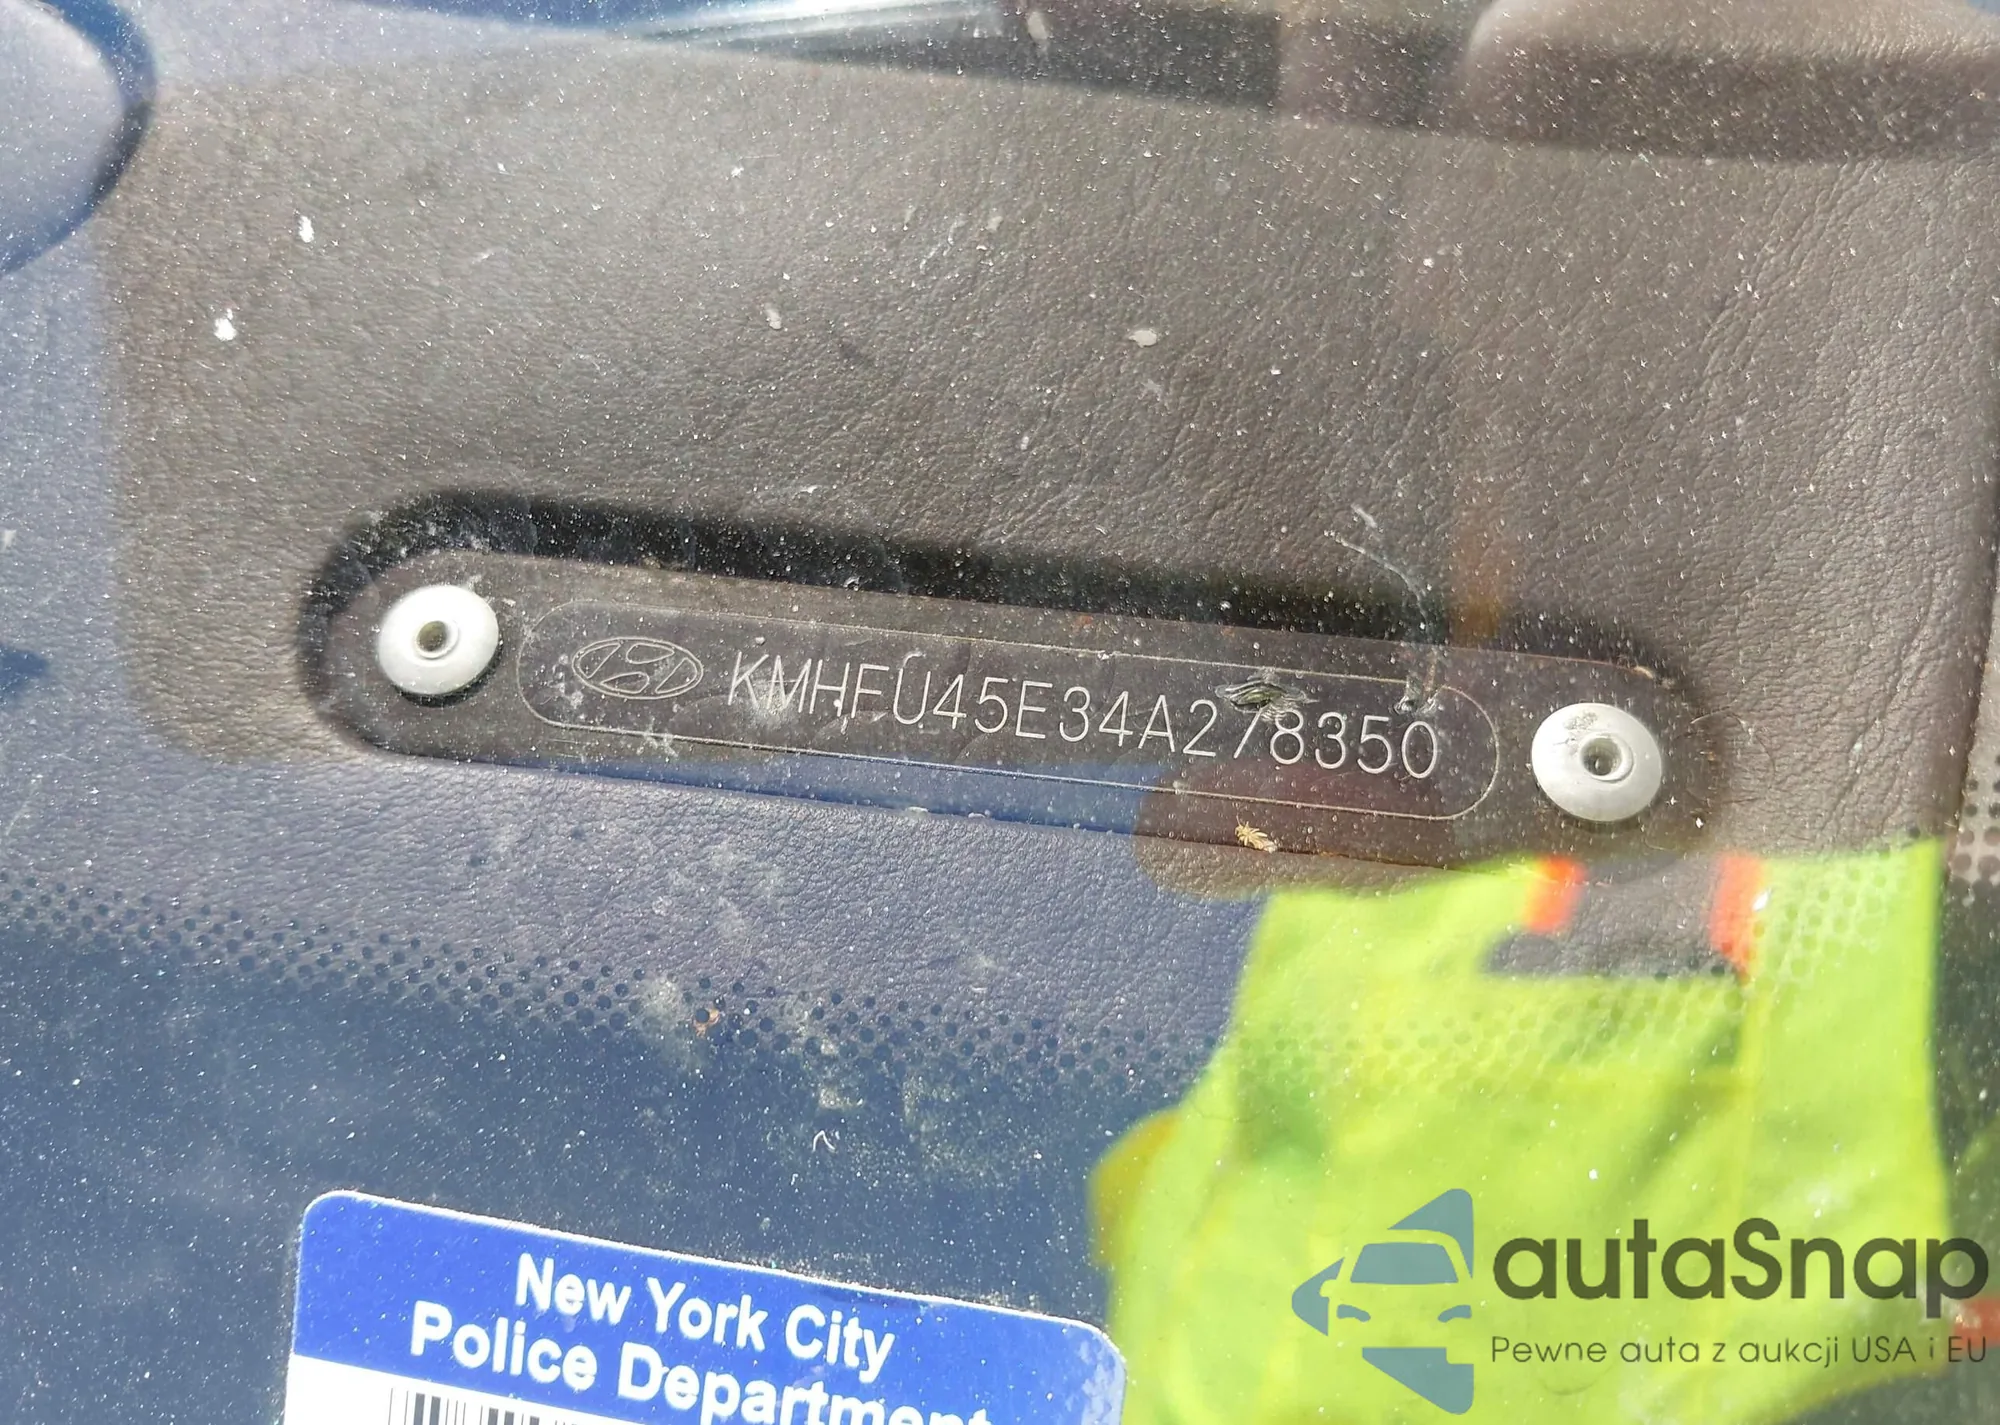 KMHFU45E34A278350
New York City
Police Department
autaSnap
Pewne auta z aukcji USA i EU